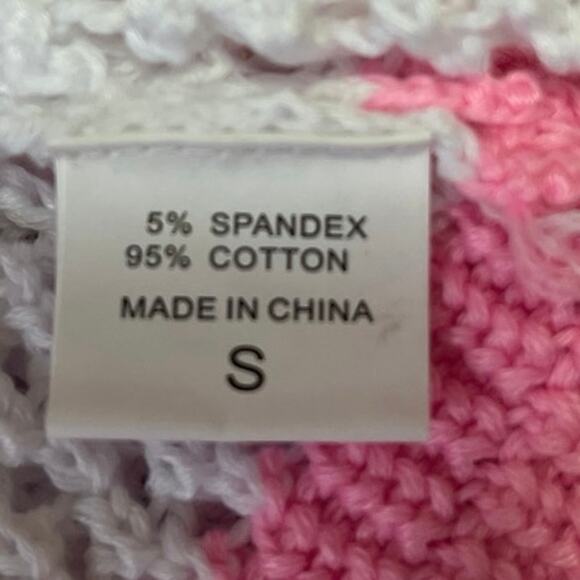 5% SPANDEX
95% COTTON
MADE IN CHINA
S